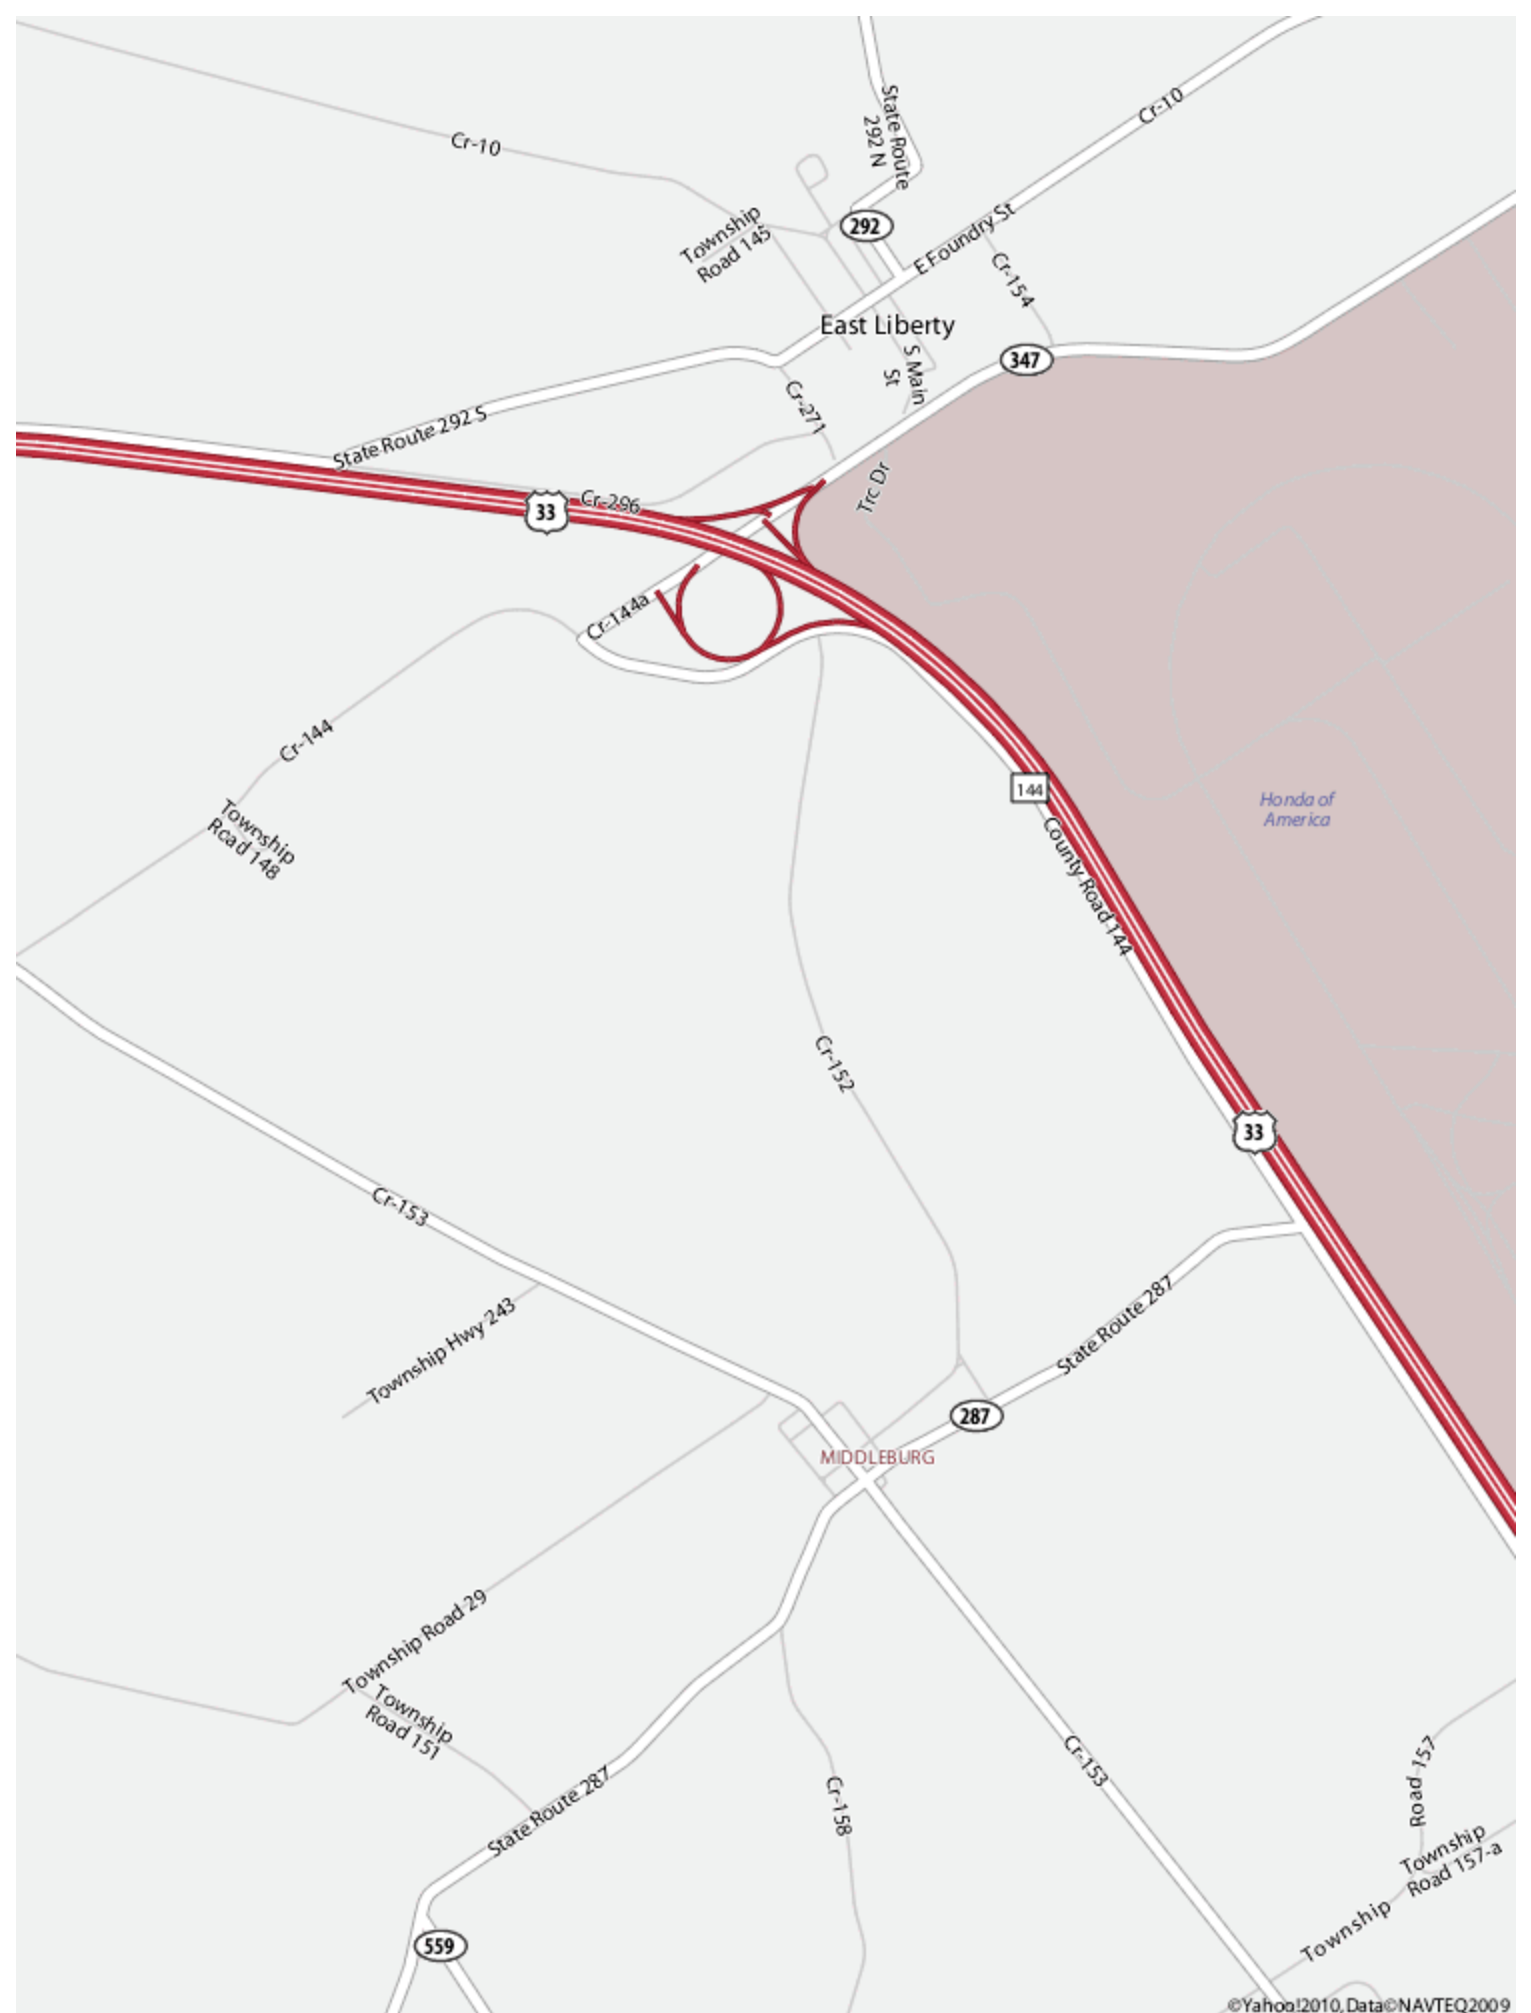 State Route
292 N
Cr-10
Cr-10
Township
Road 145
292
E Foundry St
Cr-154
East Liberty
347
S Main
St
Cr-271
State Route 292 S
Trc Dr
33
Cr-296
Cr-144a
Cr-144
144
Honda of
America
Township
Road 148
County Road 144
Cr-152
33
Cr-153
State Route 287
Township Hwy 243
287
MIDDLEBURG
Township Road 29
Township
Road 151
Cr-153
Road 157
State Route 287
Cr-158
Township
Road 157-a
Township
559
©Yahoo!2010,Data©NAVTEQ2009